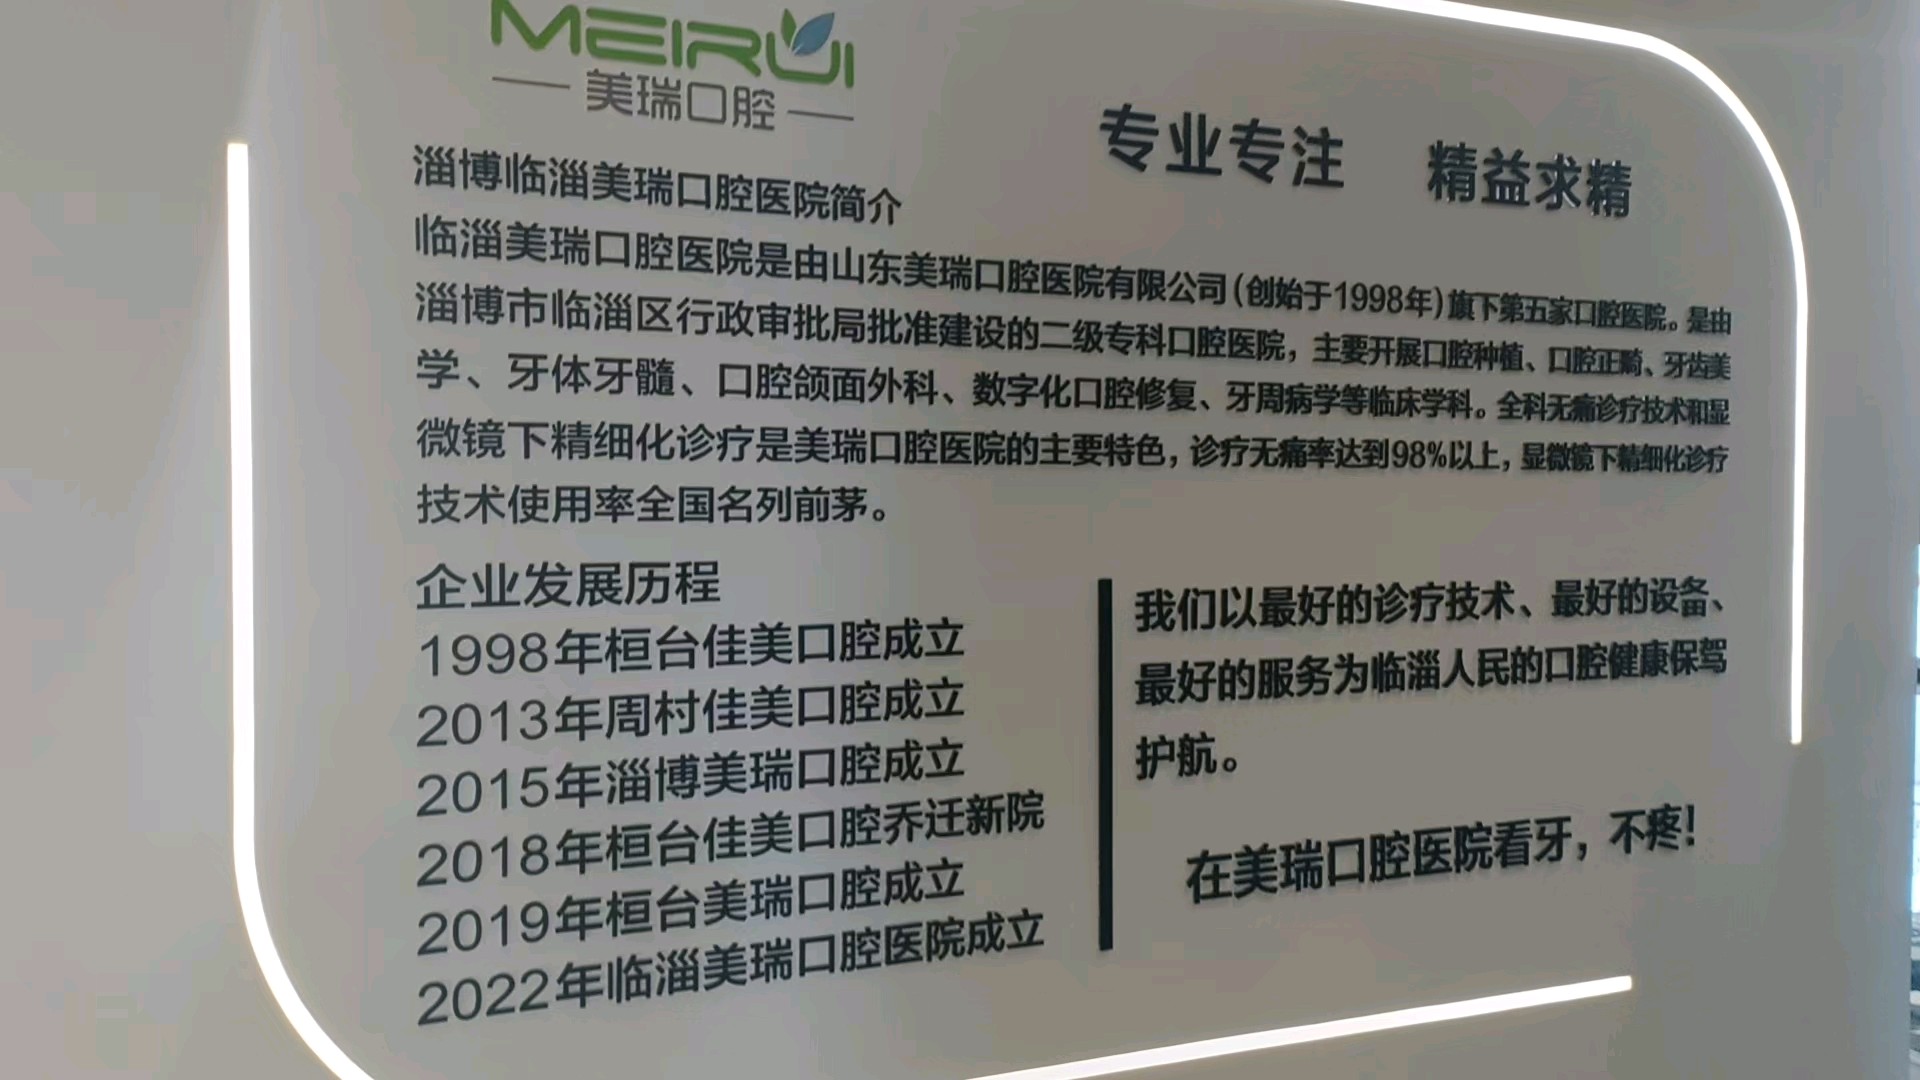 MEIRUI
美瑞口腔
专业专注 精益求精
淄博临淄美瑞口腔医院简介
临淄美瑞口腔医院是由山东美瑞口腔医院有限公司(创始于1998年)旗下第五家口腔医院。是由
淄博市临淄区行政审批局批准建设的二级专科口腔医院，主要开展口腔种植、口腔正畸、牙齿美
学、牙体牙髓、口腔颌面外科、数字化口腔修复、牙周病学等临床学科。全科无痛诊疗技术和显
微镜下精细化诊疗是美瑞口腔医院的主要特色，诊疗无痛率达到98%以上，显微镜下精细化诊疗
技术使用率全国名列前茅。
企业发展历程
1998年桓台佳美口腔成立
2013年周村佳美口腔成立
2015年淄博美瑞口腔成立
2018年桓台佳美口腔乔迁新院
2019年桓台美瑞口腔成立
2022年临淄美瑞口腔医院成立
我们以最好的诊疗技术、最好的设备、
最好的服务为临淄人民的口腔健康保驾
护航。
在美瑞口腔医院看牙，不疼！